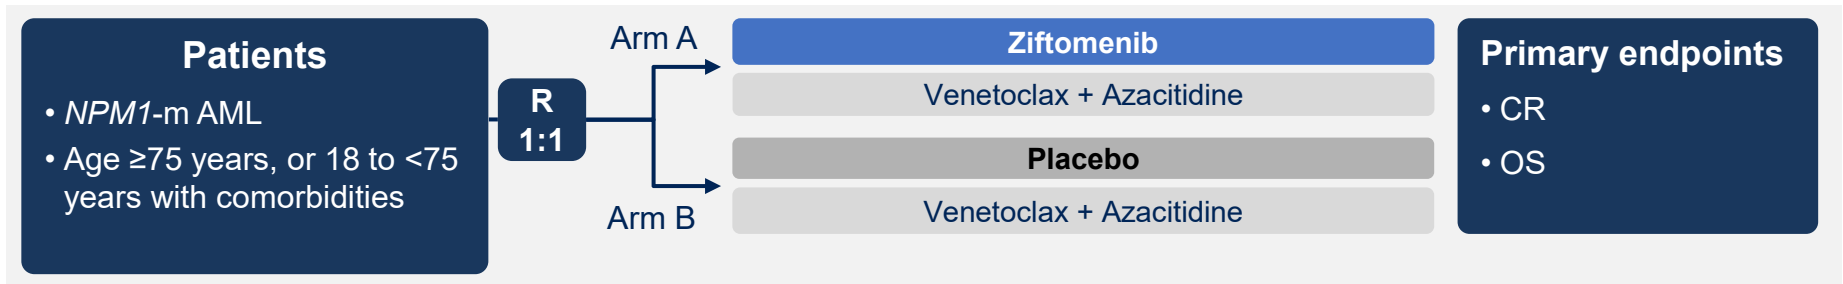 Patients
• NPM1-m AML
• Age ≥75 years, or 18 to <75
years with comorbidities
R
1:1
Arm A
Ziftomenib
Venetoclax + Azacitidine
Arm B
Placebo
Venetoclax + Azacitidine
Primary endpoints
• CR
• OS